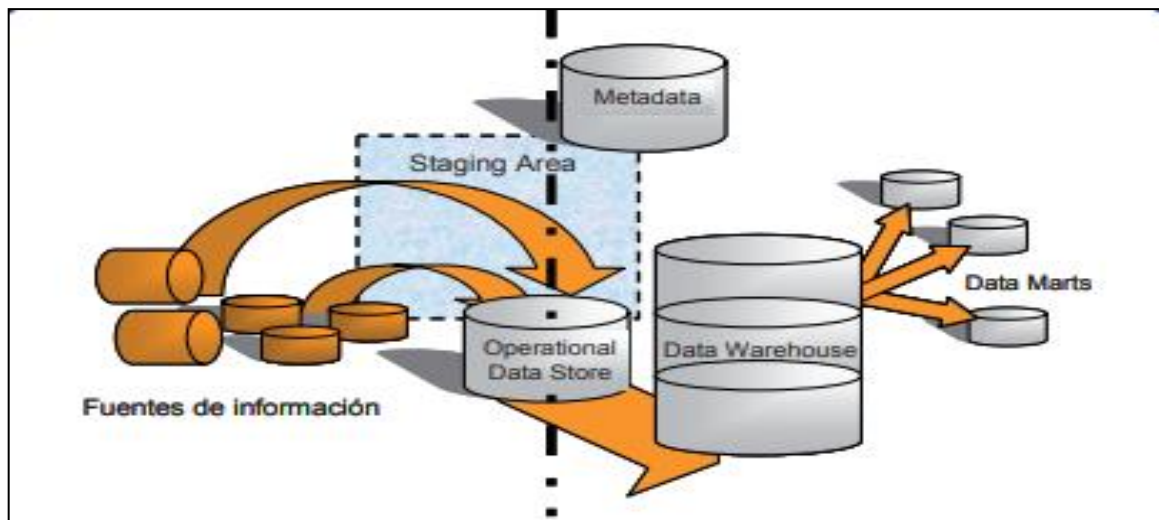 Metadata
Staging Area
Data Marts
Operational
Data Store
Data Warehouse
Fuentes de información